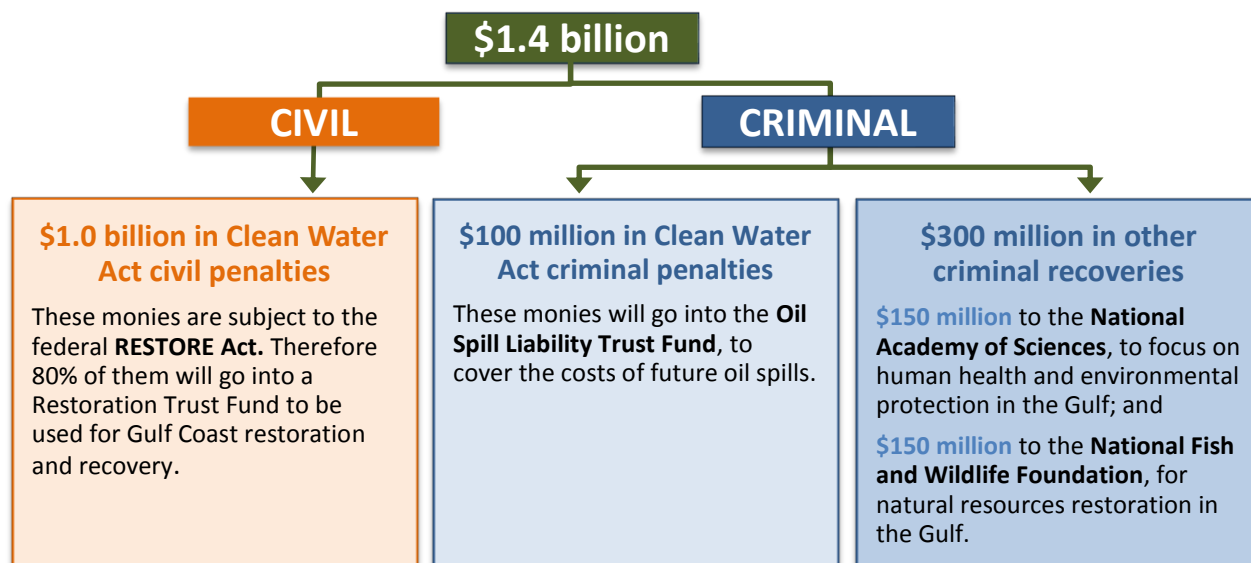 $1.4 billion
CIVIL
CRIMINAL
$1.0 billion in Clean Water
Act civil penalties
These monies are subject to the
federal RESTORE Act. Therefore
80% of them will go into a
Restoration Trust Fund to be
used for Gulf Coast restoration
and recovery.
$100 million in Clean Water
Act criminal penalties
These monies will go into the Oil
Spill Liability Trust Fund, to
cover the costs of future oil spills.
$300 million in other
criminal recoveries
$150 million to the National
Academy of Sciences, to focus on
human health and environmental
protection in the Gulf; and
$150 million to the National Fish
and Wildlife Foundation, for
natural resources restoration in
the Gulf.